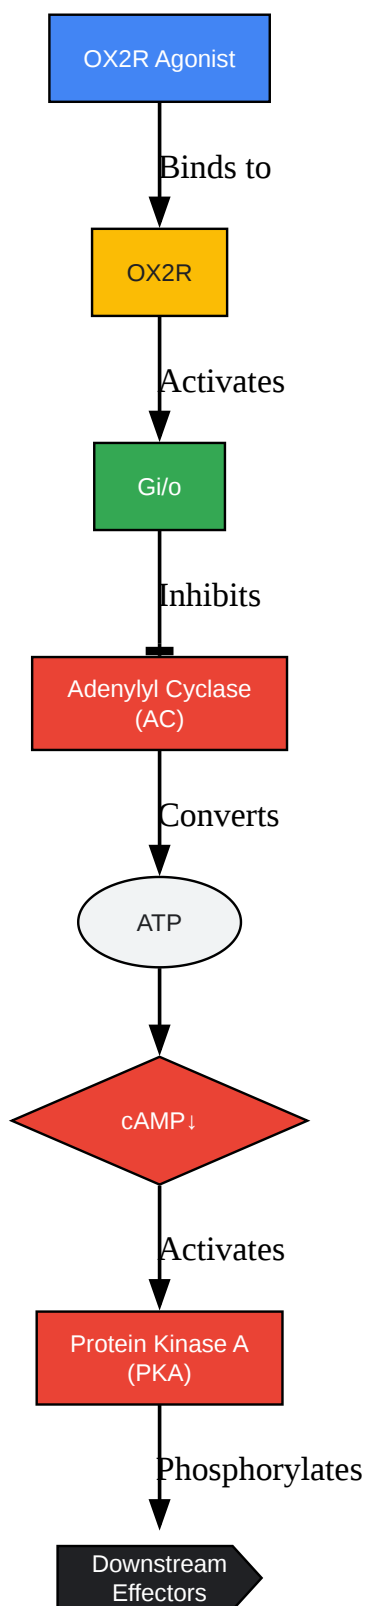 OX2R Agonist
Binds to
OX2R
Activates
Gi/o
Inhibits
Adenylyl Cyclase
(AC)
Converts
ATP
cAMP↓
Activates
Protein Kinase A
(PKA)
Phosphorylates
Downstream
Effectors